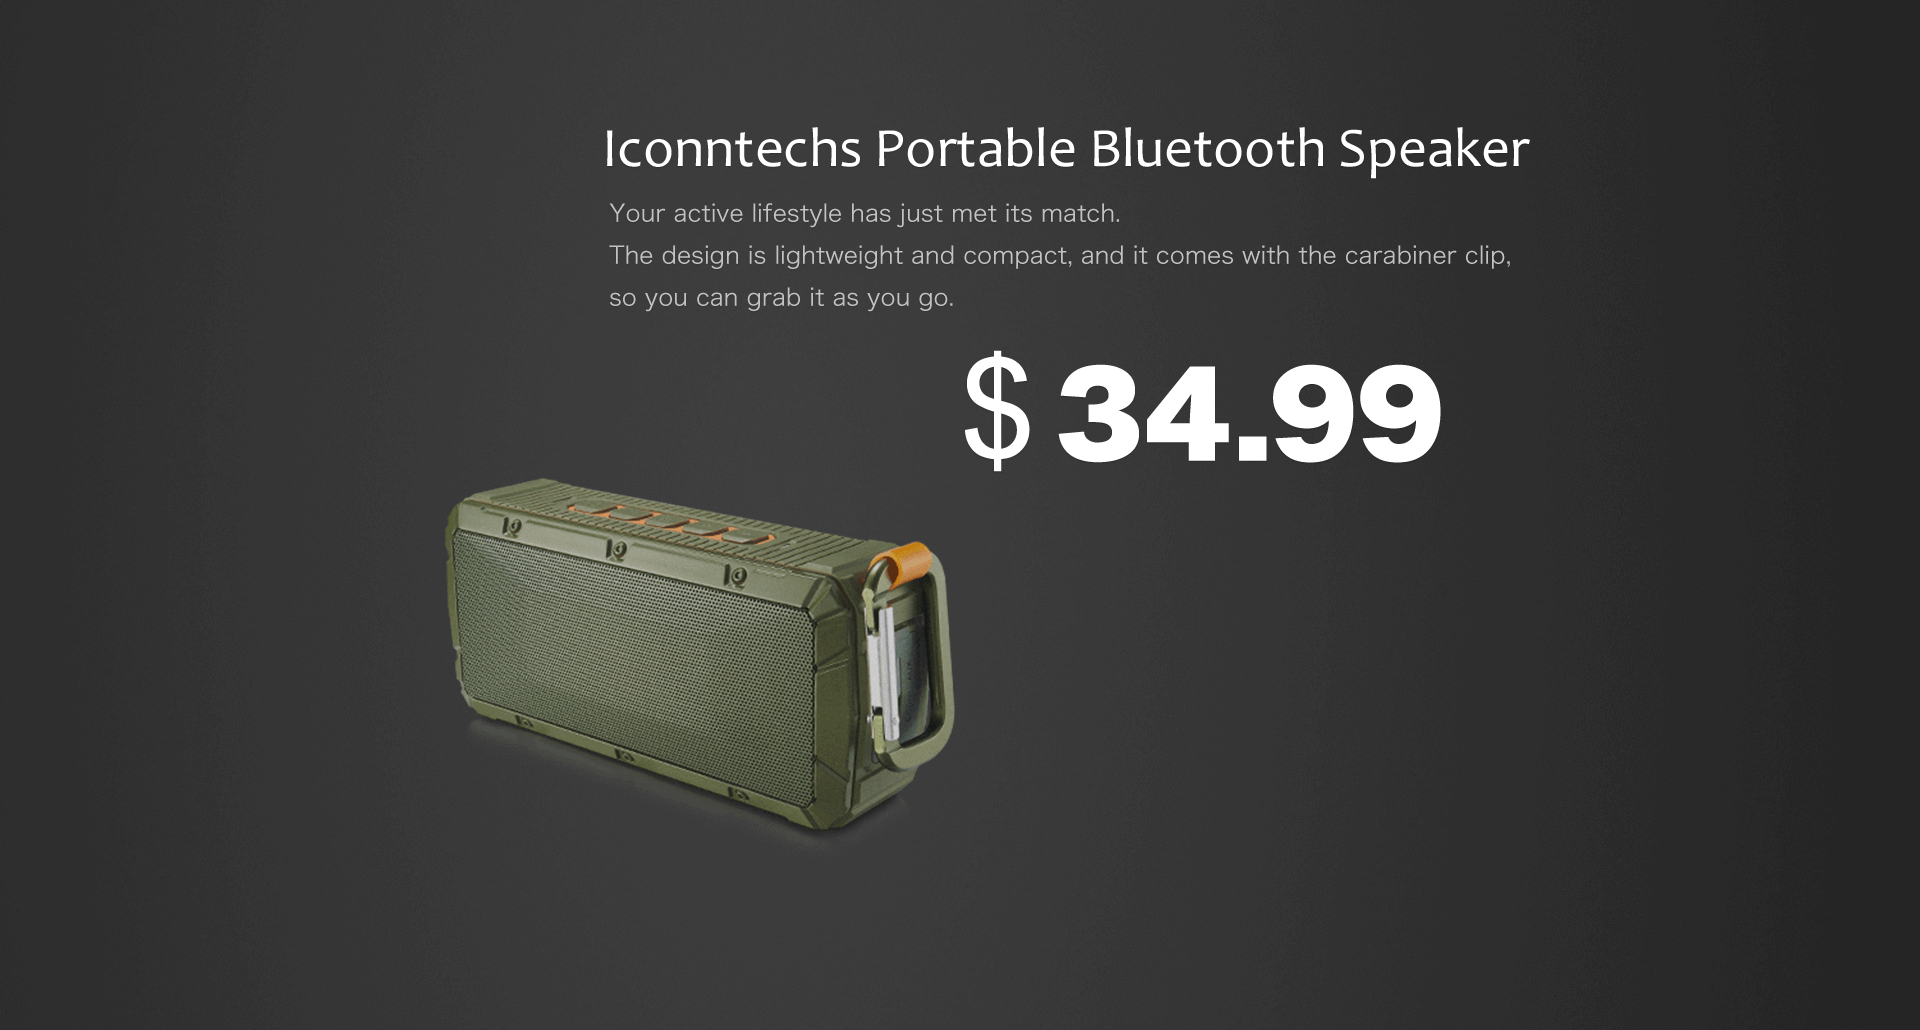 Iconntechs Portable Bluetooth Speaker
Your active lifestyle has just met its match.
The design is lightweight and compact, and it comes with the carabiner clip,
so you can grab it as you go.
$ 34.99